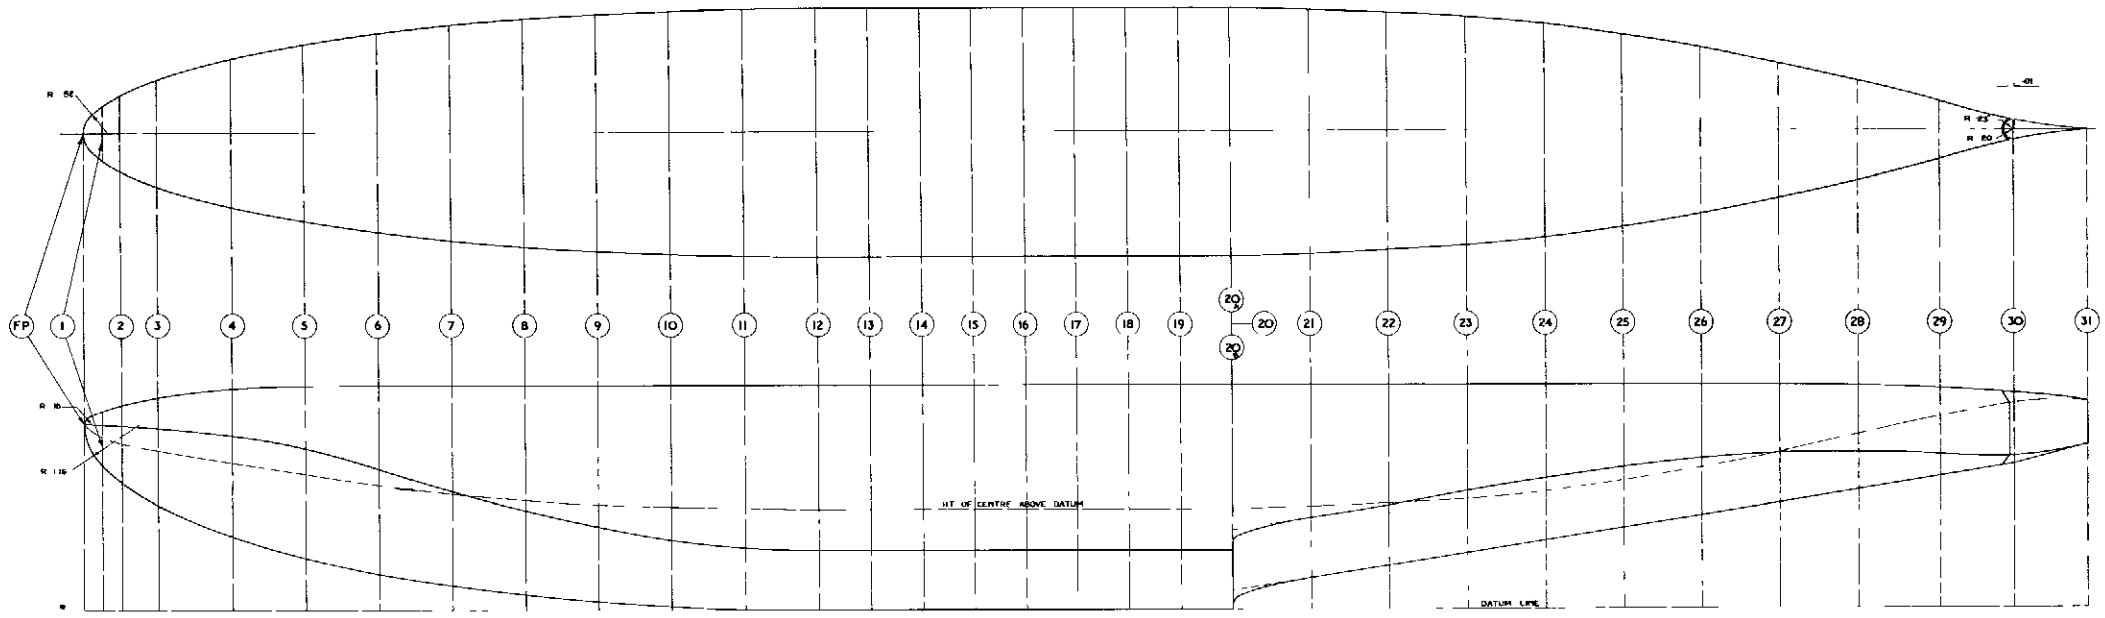 R 56
·01
R ·23
R 20
20A
FP 1 2 3 4 5 6 7 8 9 10 11 12 13 14 15 16 17 18 19 20 21 22 23 24 25 26 27 28 29 30 31
20B
R 16
R 1·16
HT OF CENTRE ABOVE DATUM
DATUM LINE